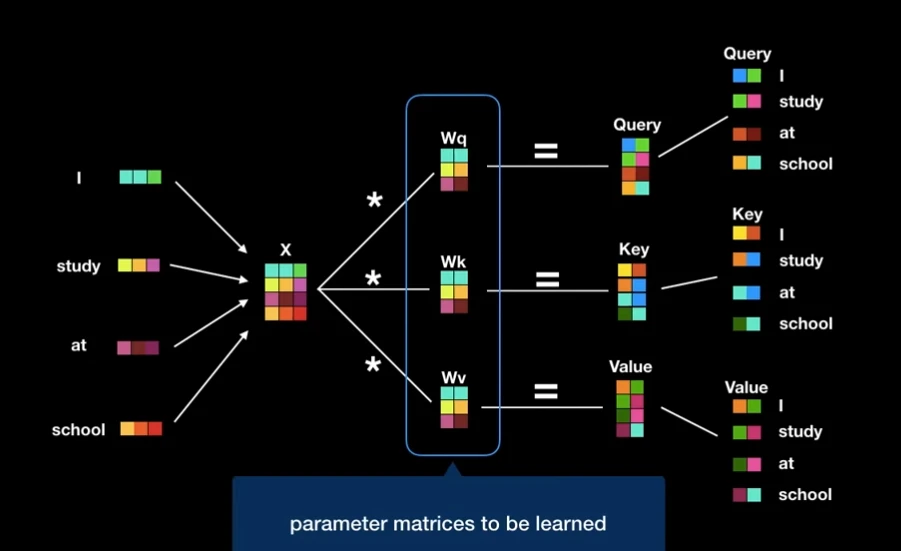 I
study
at
school
X
*
*
*
Wq
Wk
Wv
=
=
=
Query
Key
Value
Query
I
study
at
school
Key
I
study
at
school
Value
I
study
at
school
parameter matrices to be learned